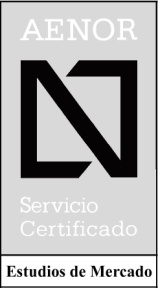 AENOR
Servicio
Certificado
Estudios de Mercado